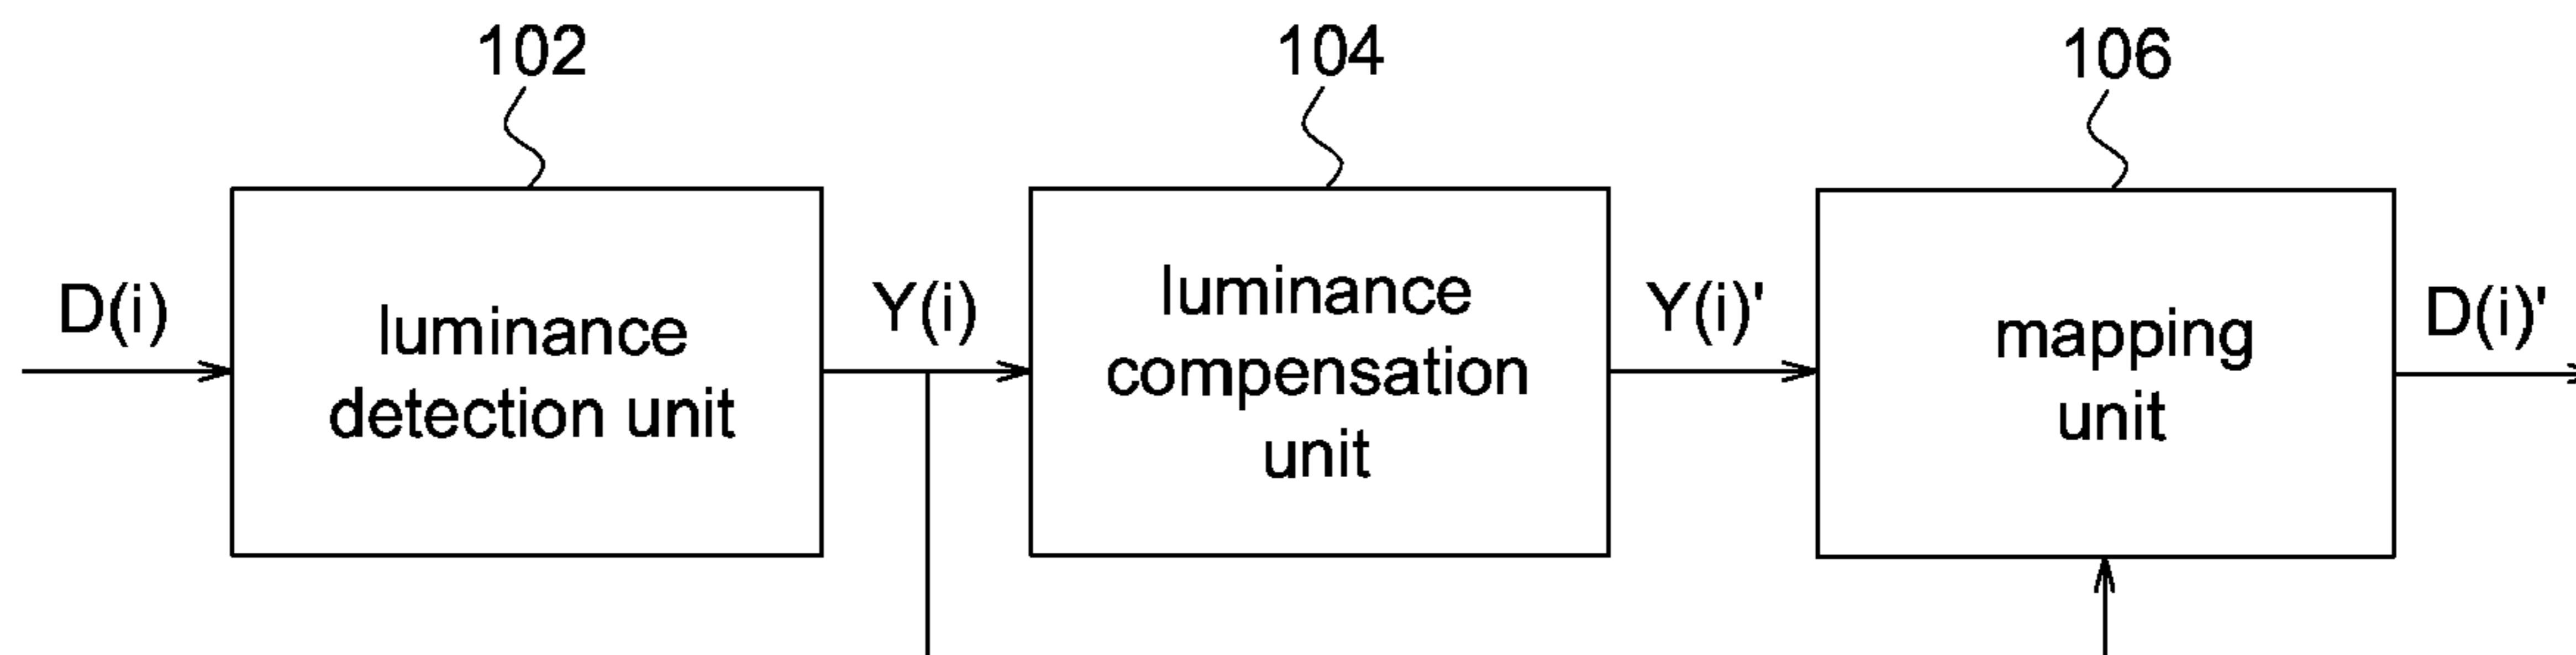 102
104
106
D(i)
luminance
detection unit
Y(i)
luminance
compensation
unit
Y(i)'
mapping
unit
D(i)'